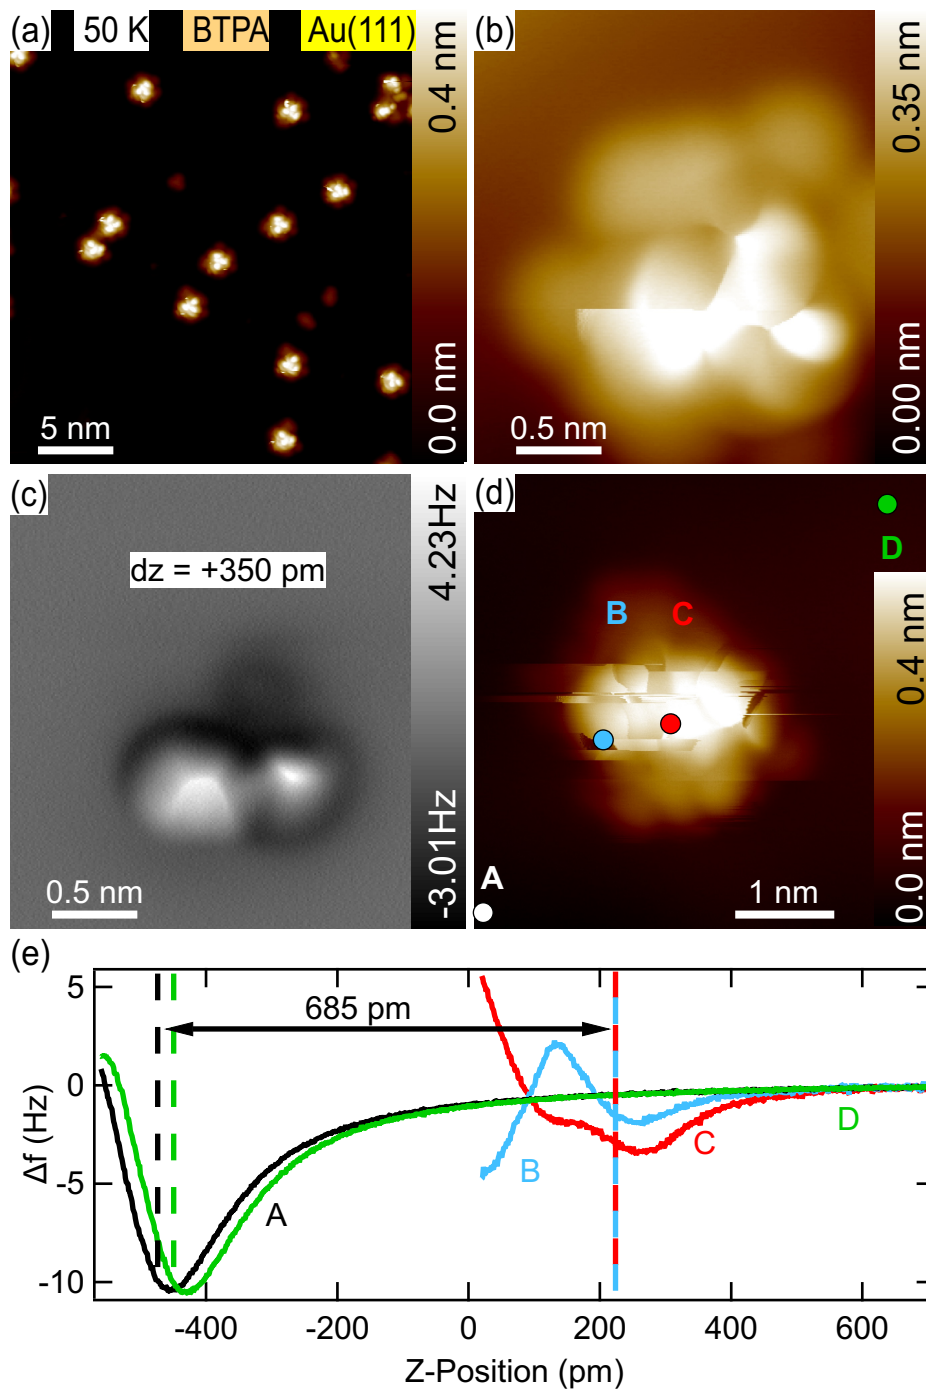 (a) 50 K BTPA Au(111)
0.4 nm
0.0 nm
5 nm
(b)
0.35 nm
0.00 nm
0.5 nm
(c)
dz = +350 pm
4.23Hz
-3.01Hz
0.5 nm
(d)
D
B C
0.4 nm
0.0 nm
A
1 nm
(e)
685 pm
5
0
-5
-10
Δf (Hz)
A
B
C
D
-400 -200 0 200 400 600
Z-Position (pm)